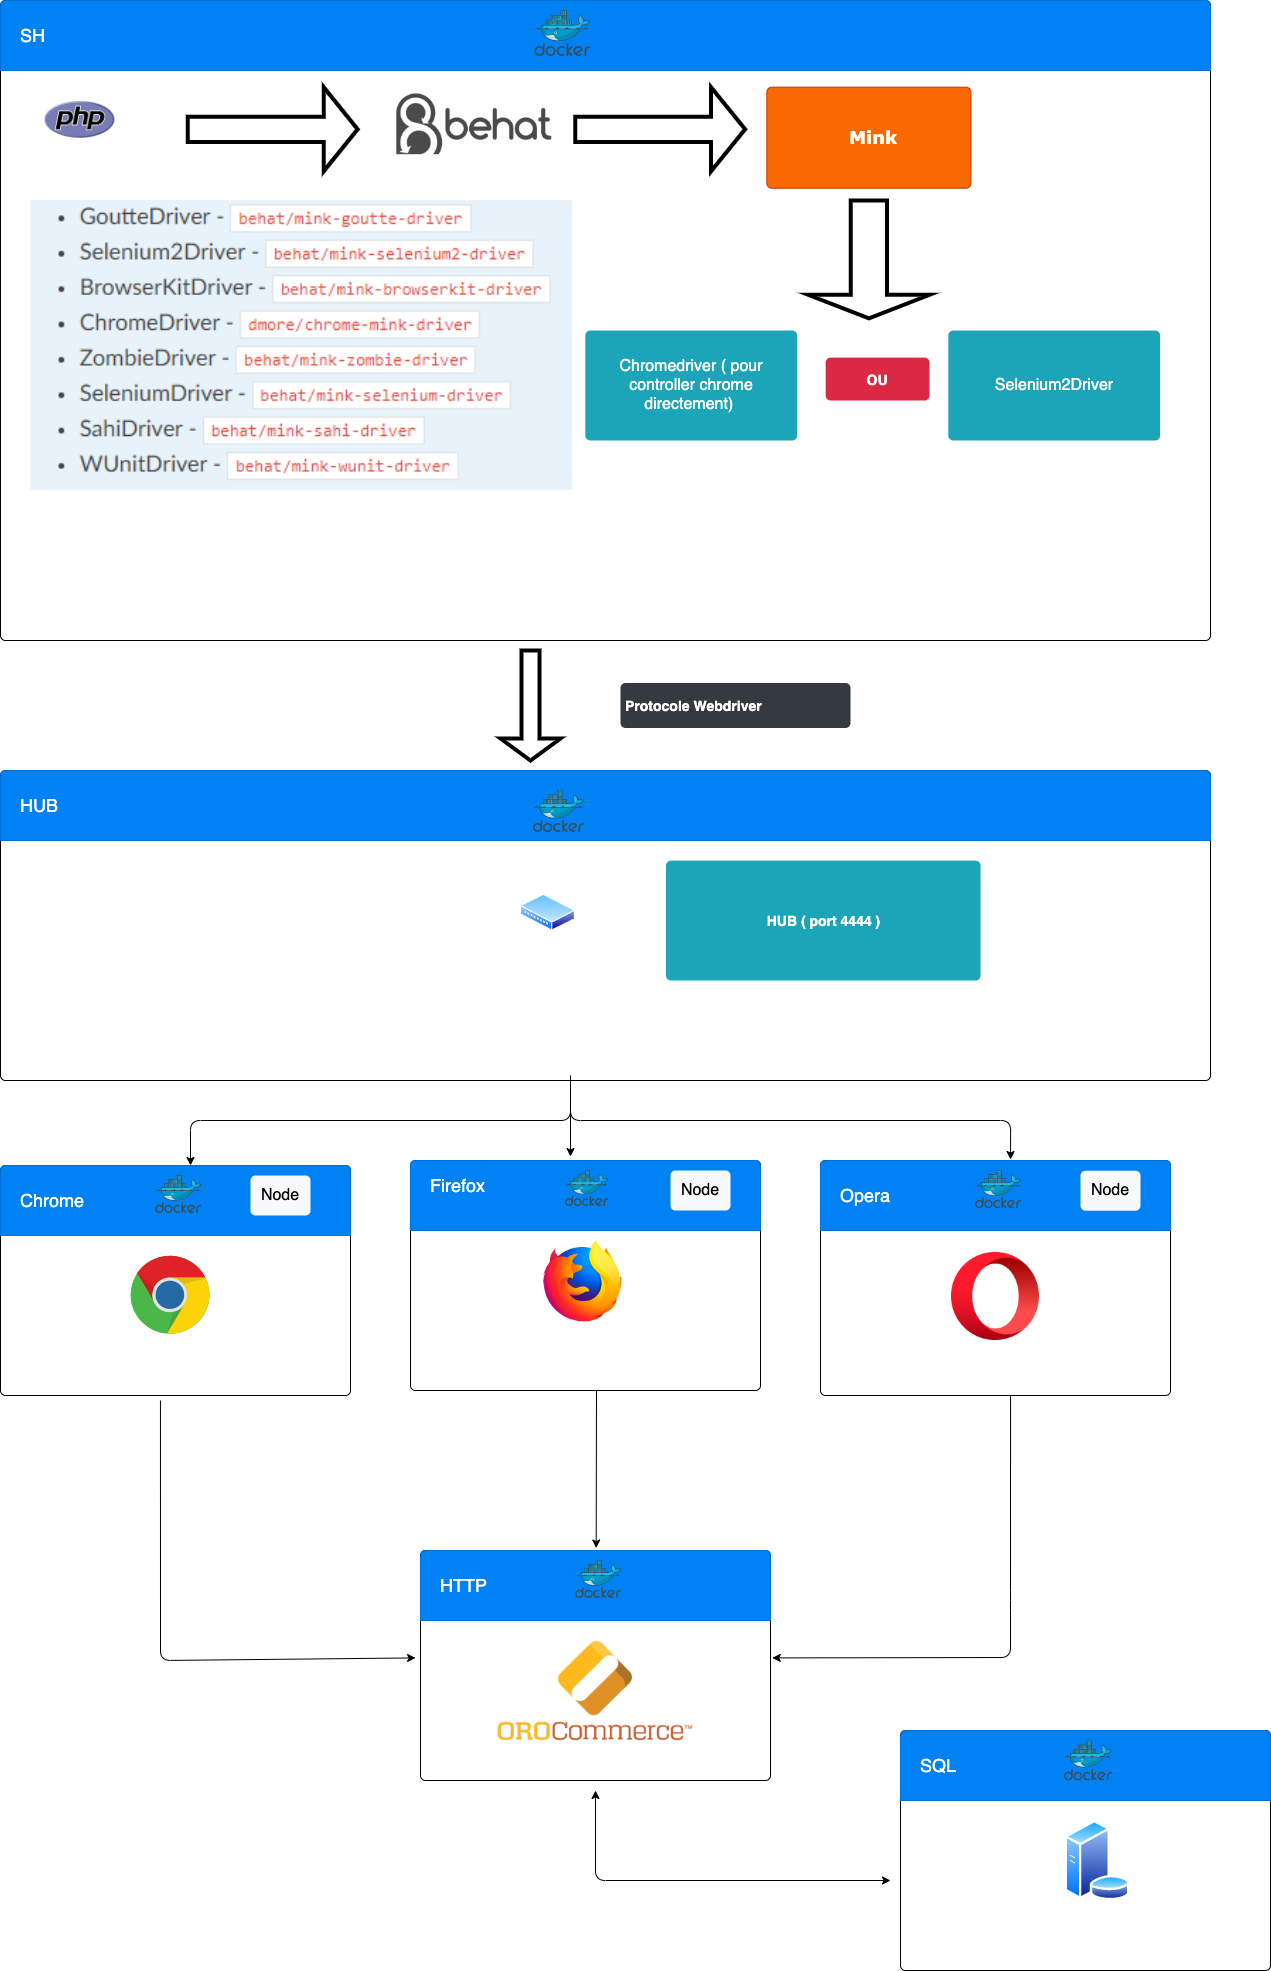 SH
docker
php
behat
Mink
GoutteDriver - behat/mink-goutte-driver
Selenium2Driver - behat/mink-selenium2-driver
BrowserKitDriver - behat/mink-browserkit-driver
ChromeDriver - dmore/chrome-mink-driver
ZombieDriver - behat/mink-zombie-driver
SeleniumDriver - behat/mink-selenium-driver
SahiDriver - behat/mink-sahi-driver
WUnitDriver - behat/mink-wunit-driver
Chromedriver ( pour
controller chrome
directement)
OU
Selenium2Driver
Protocole Webdriver
HUB
docker
HUB ( port 4444 )
Chrome
docker
Node
Firefox
docker
Node
Opera
docker
Node
HTTP
docker
OROCommerce™
SQL
docker